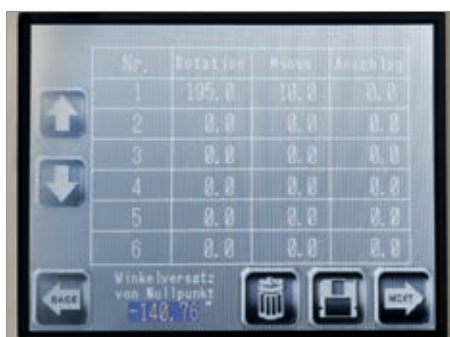 Nr. Rotation Minus Anschlag
1 195.0 10.0 0.0
2 0.0 0.0 0.0
3 0.0 0.0 0.0
4 0.0 0.0 0.0
5 0.0 0.0 0.0
6 0.0 0.0 0.0
Winkelversatz
von Nullpunkt
-140.76°
BACK
NEXT